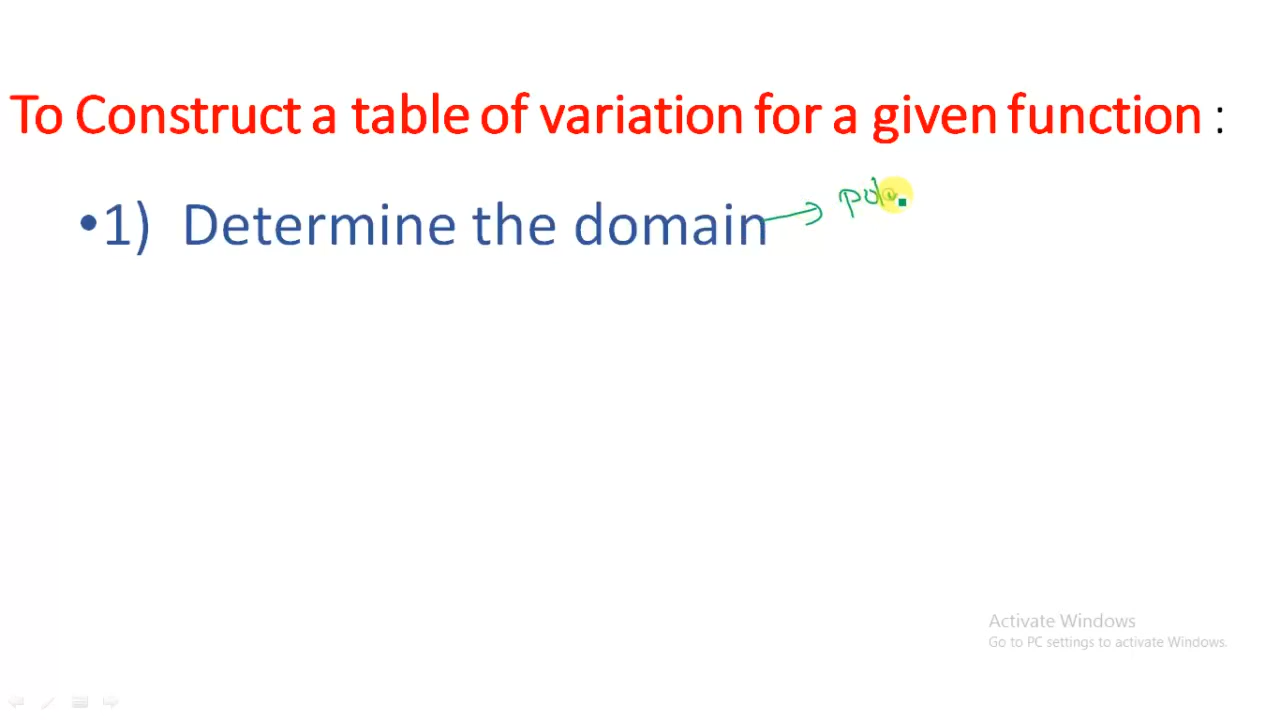 To Construct a table of variation for a given function :
•1) Determine the domain
Activate Windows
Go to PC settings to activate Windows.